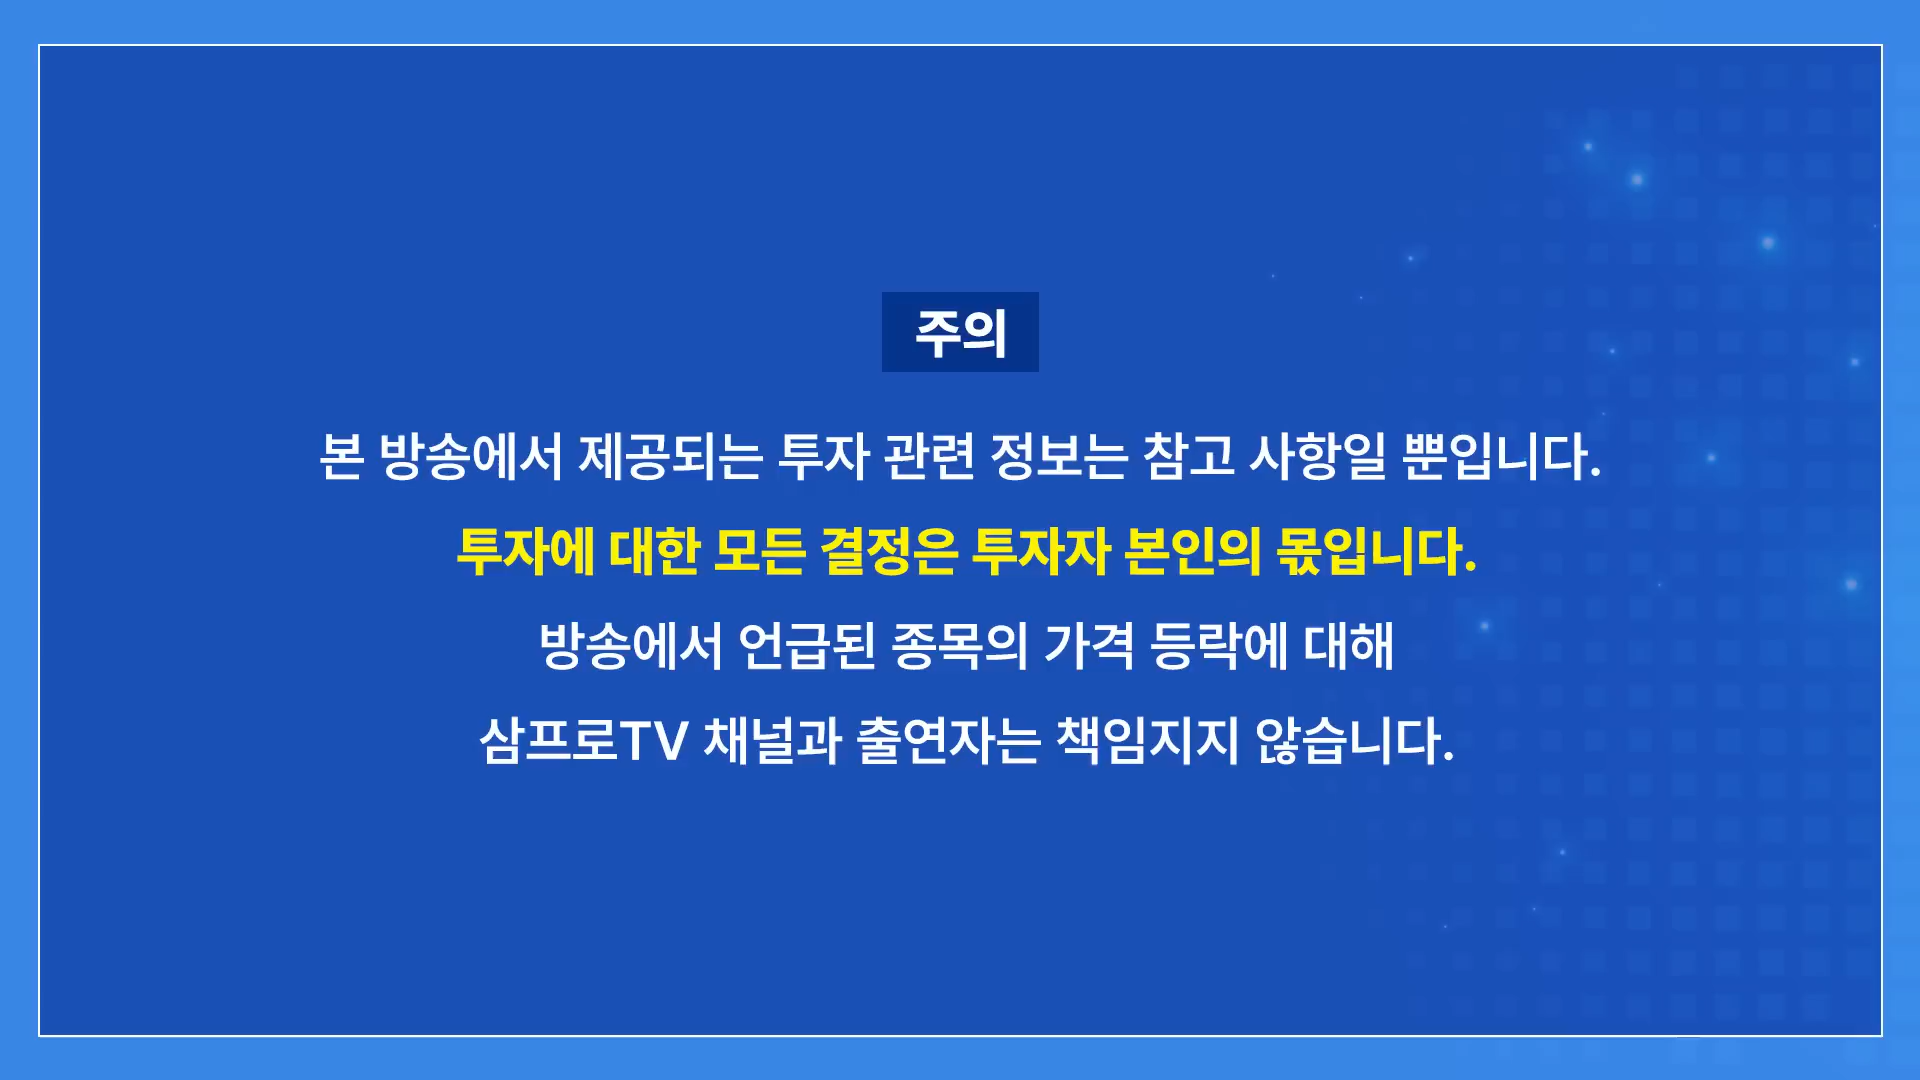 주의
본 방송에서 제공되는 투자 관련 정보는 참고 사항일 뿐입니다.
투자에 대한 모든 결정은 투자자 본인의 몫입니다.
방송에서 언급된 종목의 가격 등락에 대해
삼프로TV 채널과 출연자는 책임지지 않습니다.